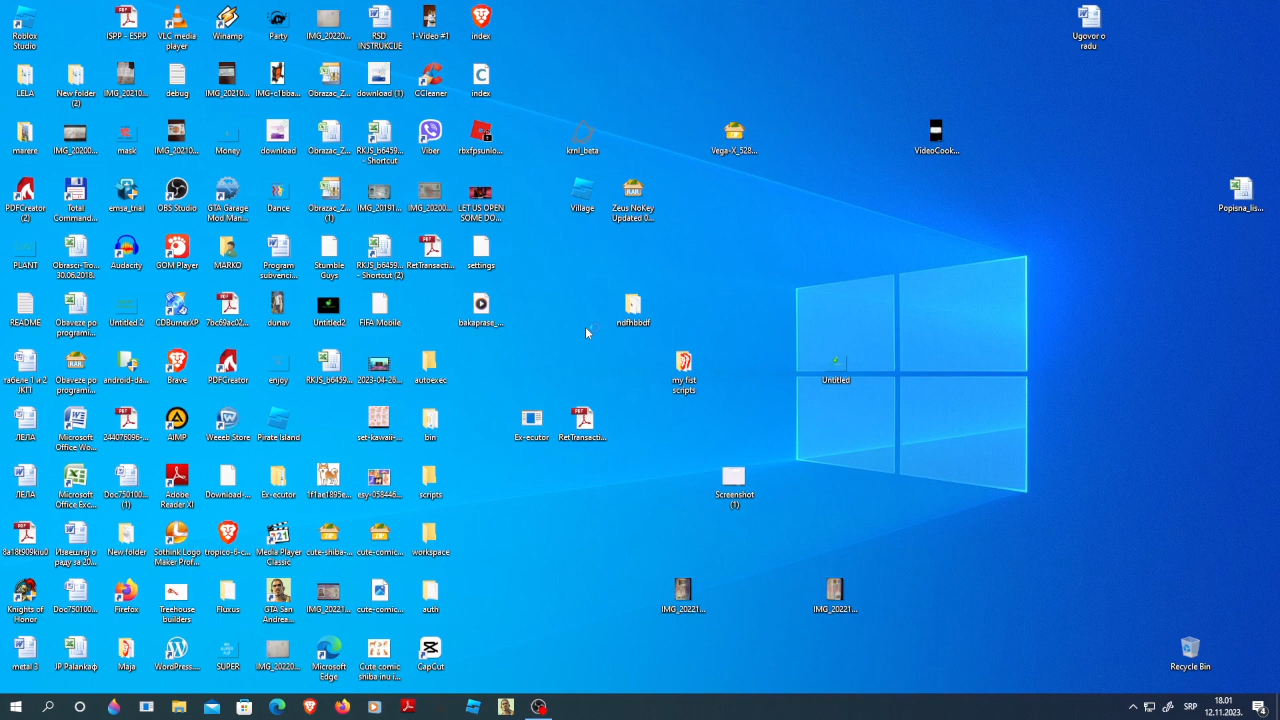 Roblox Studio
ISPP - ESPP
VLC media player
Winamp
Party
IMG_20220...
RSD INSTRUKCIJE
1-Video #1
index
Ugovor o radu
LELA
New folder (2)
IMG_20210...
debug
IMG_20210...
IMG-c1bba...
Obrazac_Z...
download (1)
CCleaner
index
marere
IMG_20200...
mask
IMG_20210...
Money
download
Obrazac_Z...
RKJS_b6459... - Shortcut
Viber
rbxfpsunlo...
krnl_beta
Vega-X_528...
VideoCook...
PDFCreator (2)
Total Command...
emsa_trial
OBS Studio
GTA Garage Mod Man...
Dance
Obrazac_Z... (1)
IMG_20191...
IMG_20200...
LET US OPEN SOME DO...
Village
Zeus NoKey Updated 0...
Popisna_lis...
PLANT
Obrasci-Tro... 30.06.2018.
Audacity
GOM Player
MARKO
Program subvenci...
Stumble Guys
RKJS_b6459... - Shortcut (2)
RetTransacti...
settings
README
Obaveze po programi...
Untitled 2
CDBurnerXP
7bc69ac02...
dunav
Untitled2
FIFA Mobile
bakaprase_...
ndfhbbdf
табеле 1 и 2 ЈКП
Obaveze po programi...
android-da...
Brave
PDFCreator
enjoy
RKJS_b6459...
2023-04-26...
autoexec
my fist scripts
Untitled
ЛЕЛА
Microsoft Office Wo...
244076096-...
AIMP
Weeeb Store
Pirate Island
set-kawaii-...
bin
Ex-ecutor
RetTransacti...
ЛЕЛА
Microsoft Office Exc...
Doc750100... (1)
Adobe Reader XI
Download-...
Ex-ecutor
1f1ae1895e...
esy-058446...
scripts
Screenshot (1)
8a18t909kiu0
Извештај о раду за 20...
New folder
Sothink Logo Maker Prof...
tropico-6-c...
Media Player Classic
cute-shiba-...
cute-comic...
workspace
Knights of Honor
Doc750100...
Firefox
Treehouse builders
Fluxus
GTA San Andrea...
IMG_20221...
cute-comic...
auth
IMG_20221...
IMG_20221...
metal 3
JP Palankaф
Maja
WordPress....
SUPER
IMG_20220...
Microsoft Edge
Cute comic shiba inu i...
CapCut
Recycle Bin
SRP
18.01
12.11.2023.
4